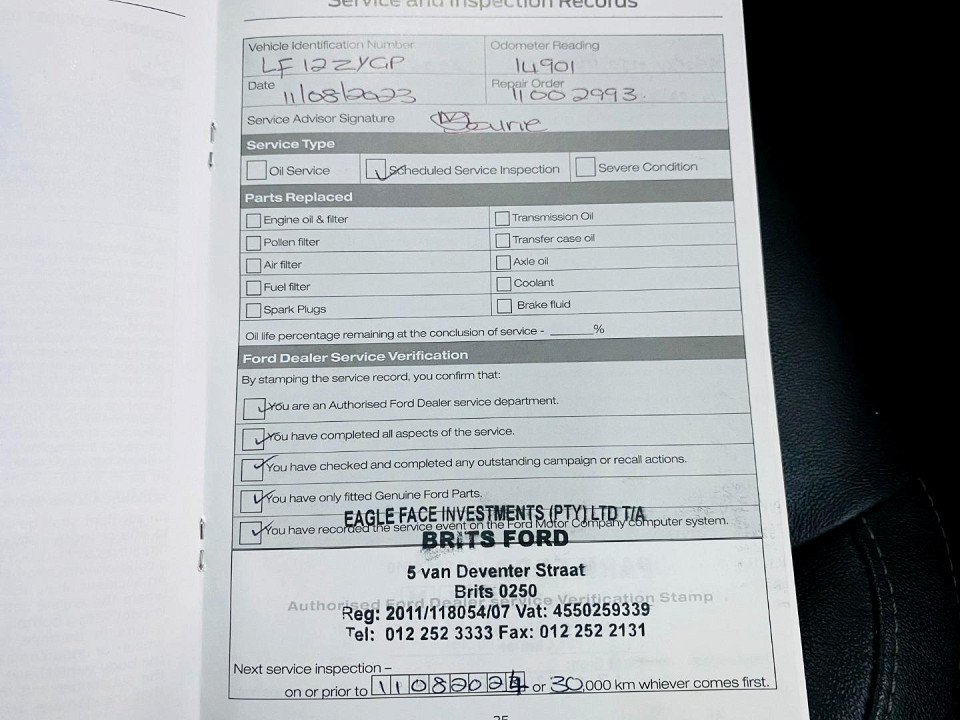 Service and Inspection Records
Vehicle Identification Number
LF12ZYGP
Odometer Reading
14901
Date 11/08/2023
Repair Order
11002993
Service Advisor Signature
Service Type
Oil Service
Scheduled Service Inspection
Severe Condition
Parts Replaced
Engine oil & filter
Transmission Oil
Pollen filter
Transfer case oil
Air filter
Axle oil
Fuel filter
Coolant
Spark Plugs
Brake fluid
Oil life percentage remaining at the conclusion of service - ______%
Ford Dealer Service Verification
By stamping the service record, you confirm that:
You are an Authorised Ford Dealer service department.
You have completed all aspects of the service.
You have checked and completed any outstanding campaign or recall actions.
You have only fitted Genuine Ford Parts.
You have recorded the service event on the Ford Motor Company computer system.
EAGLE FACE INVESTMENTS (PTY) LTD T/A
BRITS FORD
5 van Deventer Straat
Brits 0250
Authorised Ford Dealer service Verification Stamp
Reg: 2011/118054/07 Vat: 4550259339
Tel: 012 252 3333 Fax: 012 252 2131
Next service inspection –
on or prior to 11082024 or 30,000 km whiever comes first.